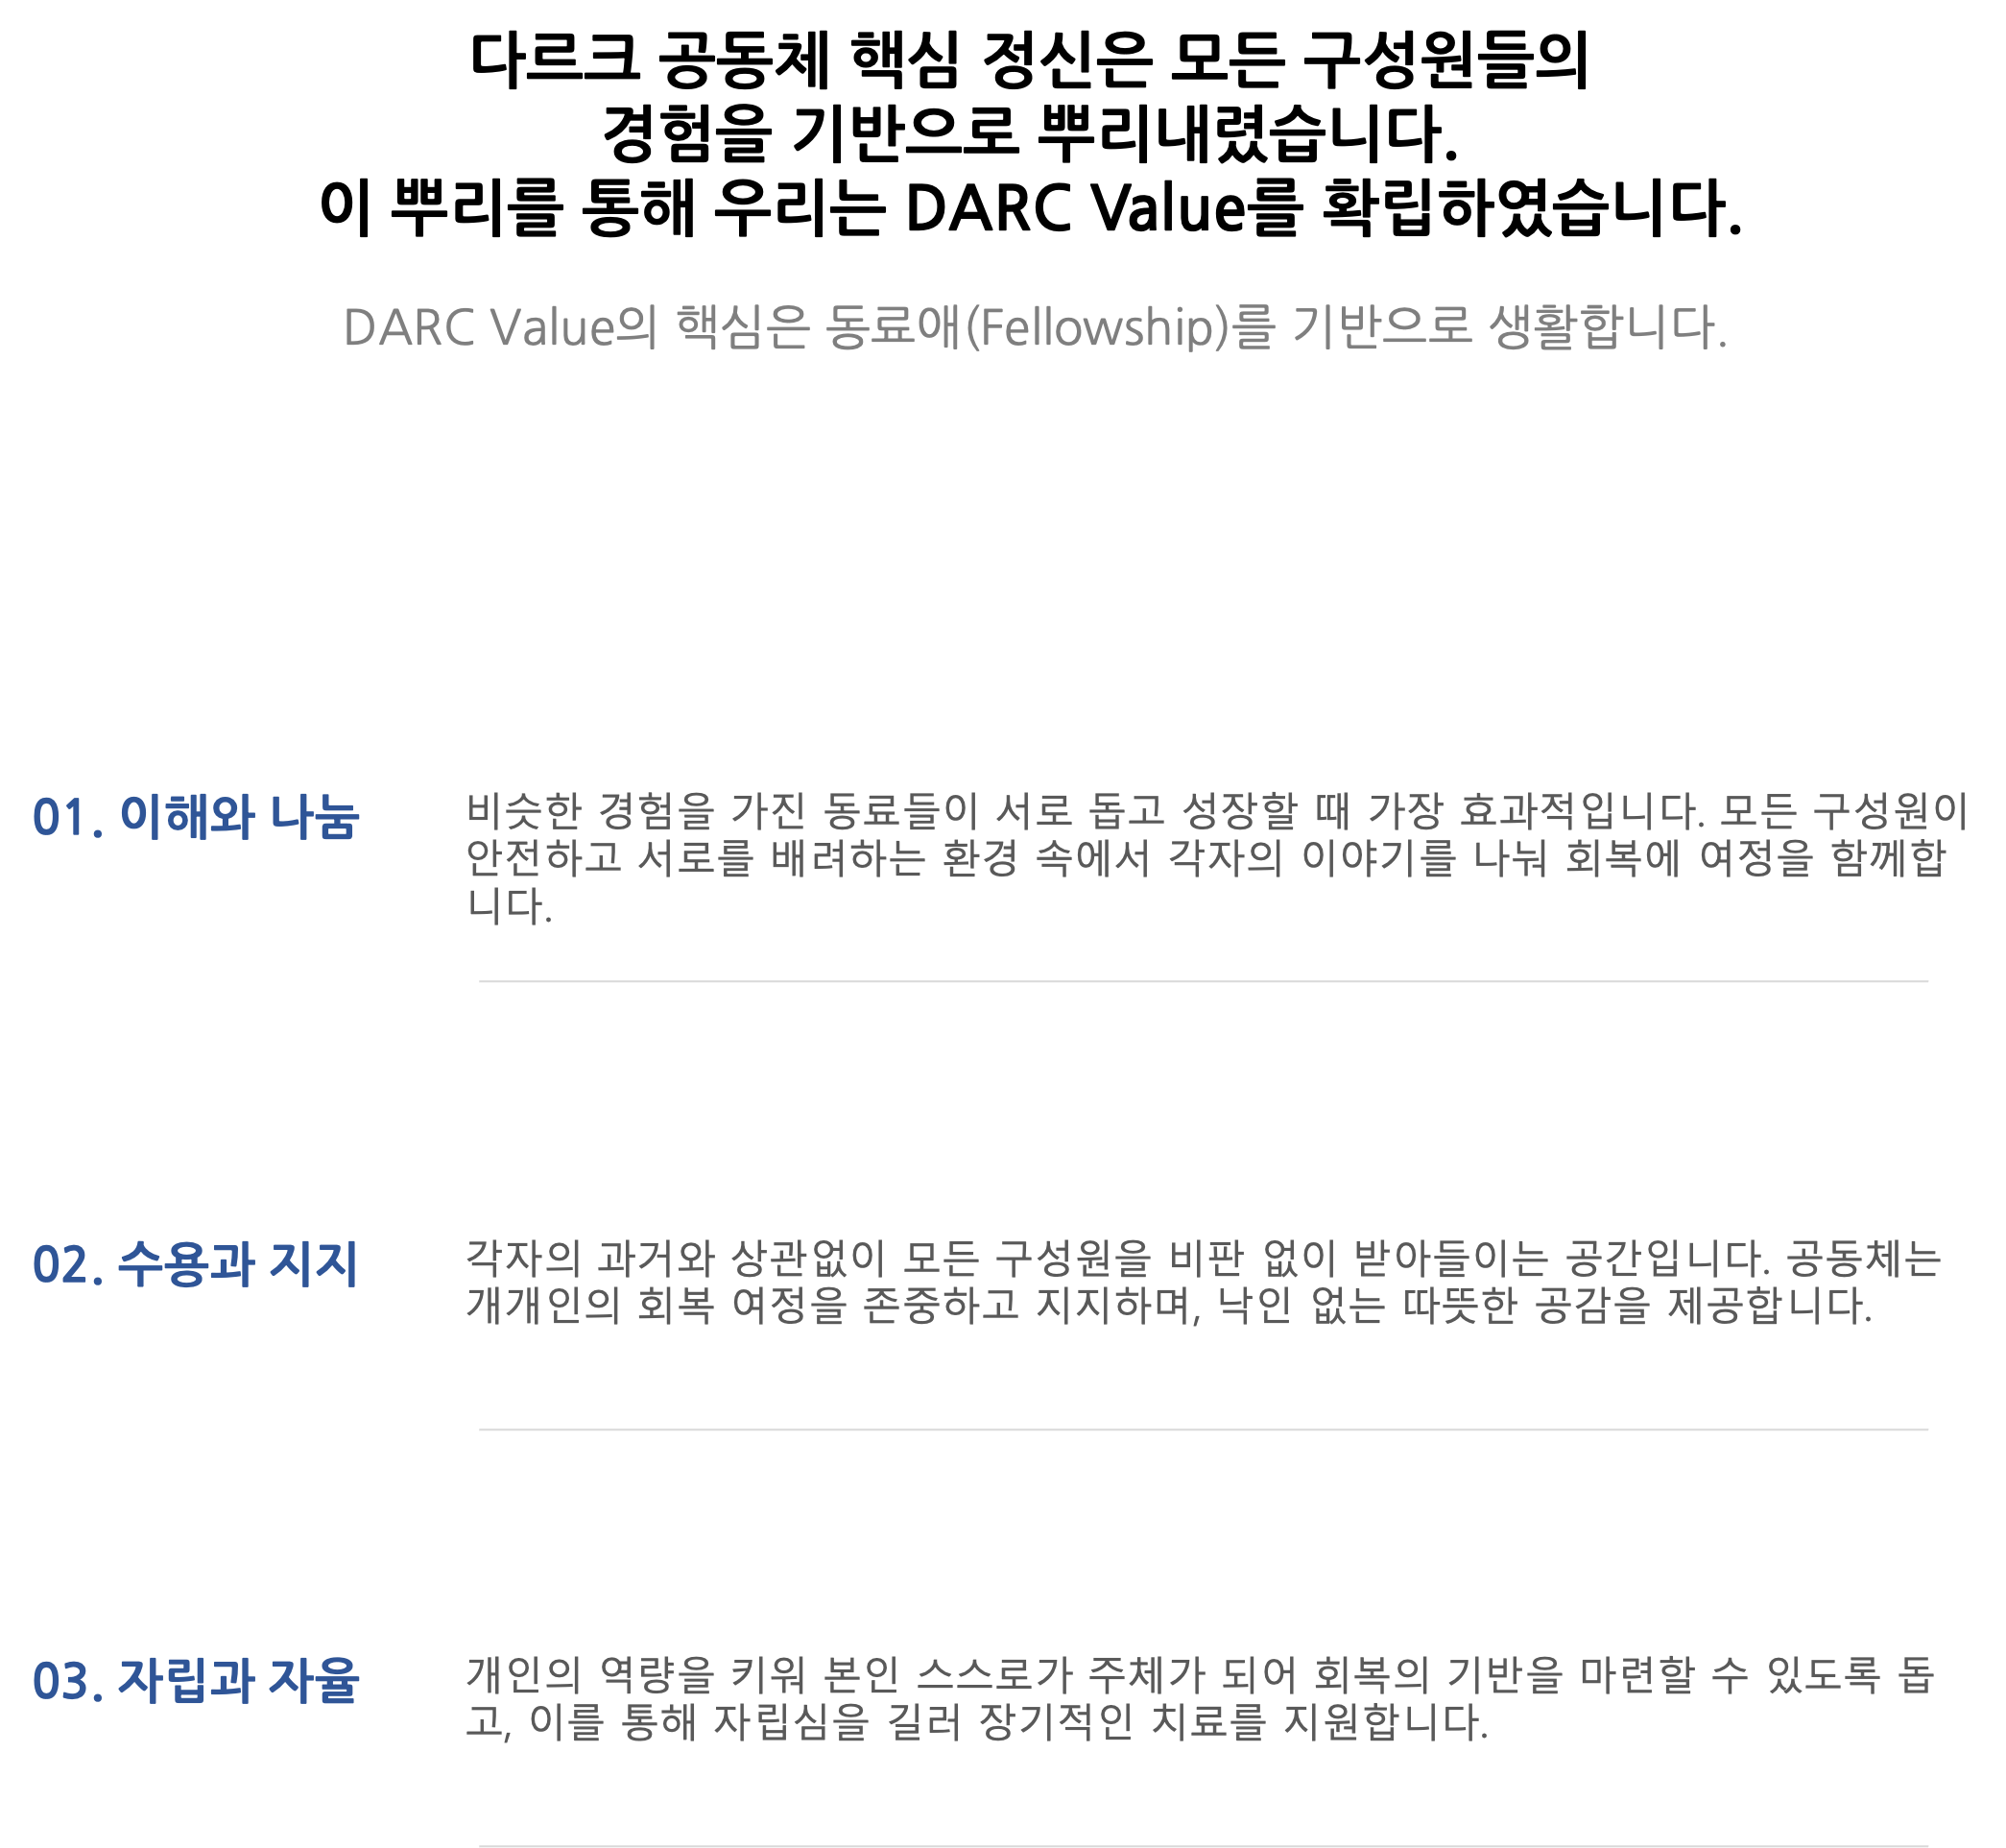 다르크 공동체 핵심 정신은 모든 구성원들의
경험을 기반으로 뿌리내렸습니다.
이 뿌리를 통해 우리는 DARC Value를 확립하였습니다.
DARC Value의 핵심은 동료애(Fellowship)를 기반으로 생활합니다.
01. 이해와 나눔
비슷한 경험을 가진 동료들이 서로 돕고 성장할 때 가장 효과적입니다. 모든 구성원이
안전하고 서로를 배려하는 환경 속에서 각자의 이야기를 나눠 회복에 여정을 함께합
니다.
02. 수용과 지지
각자의 과거와 상관없이 모든 구성원을 비판 없이 받아들이는 공간입니다. 공동체는
개개인의 회복 여정을 존중하고 지지하며, 낙인 없는 따뜻한 공감을 제공합니다.
03. 자립과 자율
개인의 역량을 키워 본인 스스로가 주체가 되어 회복의 기반을 마련할 수 있도록 돕
고, 이를 통해 자립심을 길러 장기적인 치료를 지원합니다.